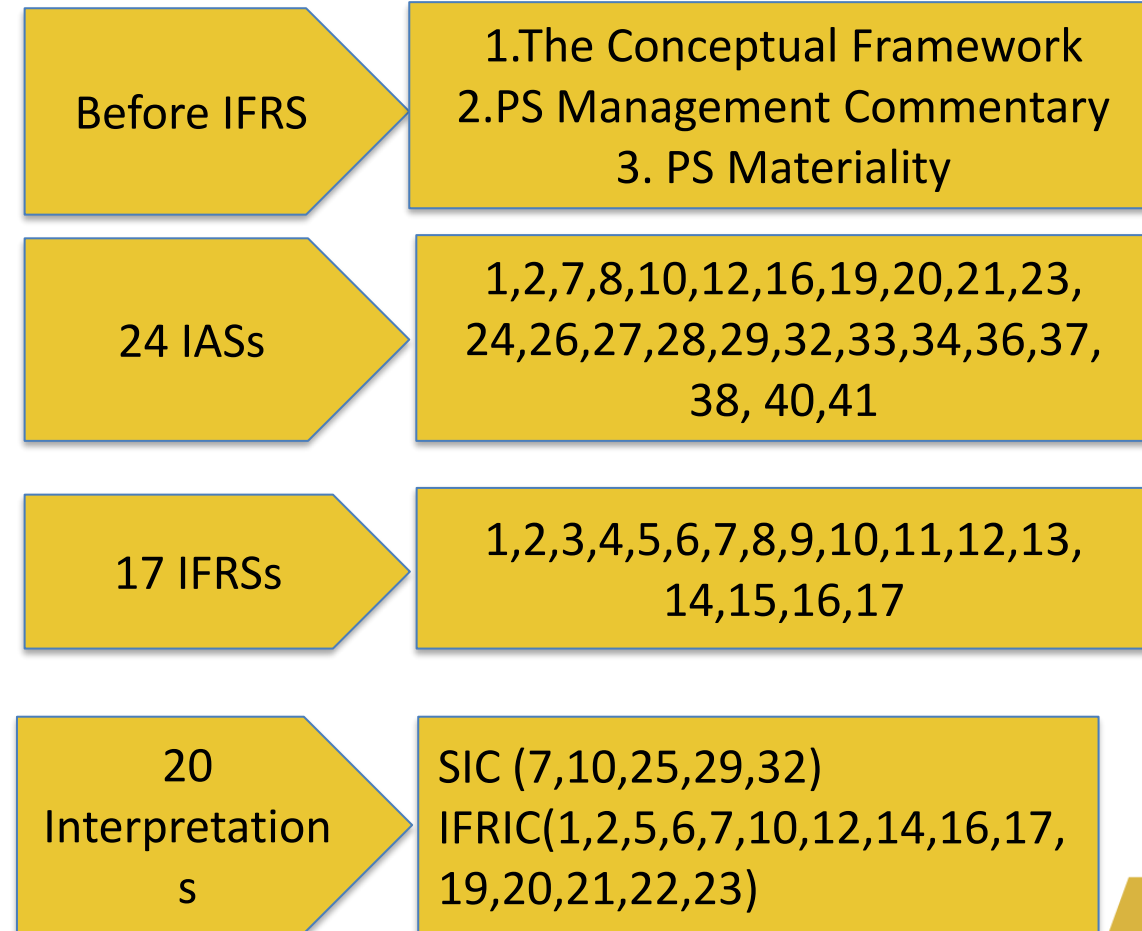 Before IFRS
1.The Conceptual Framework
2.PS Management Commentary
3. PS Materiality
24 IASs
1,2,7,8,10,12,16,19,20,21,23,
24,26,27,28,29,32,33,34,36,37,
38, 40,41
17 IFRSs
1,2,3,4,5,6,7,8,9,10,11,12,13,
14,15,16,17
20
Interpretation
s
SIC (7,10,25,29,32)
IFRIC(1,2,5,6,7,10,12,14,16,17,
19,20,21,22,23)